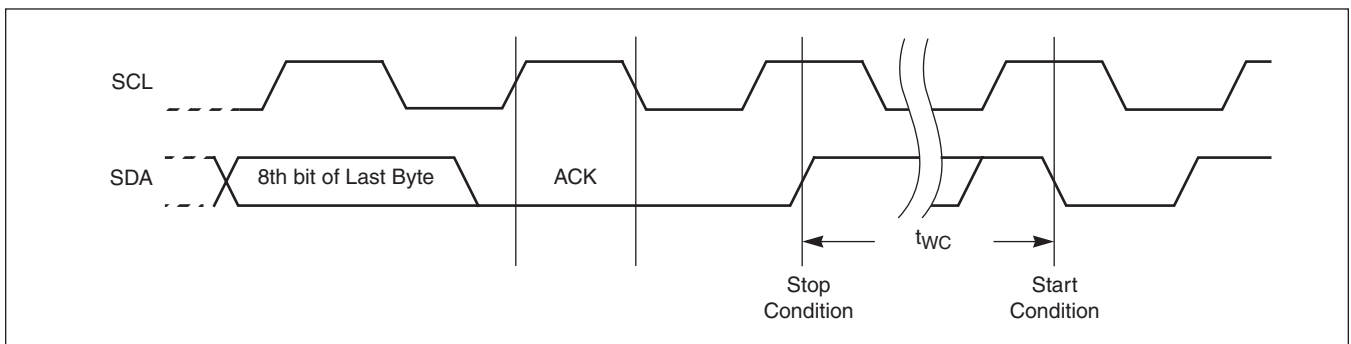 SCL
SDA
8th bit of Last Byte
ACK
tWC
Stop
Condition
Start
Condition